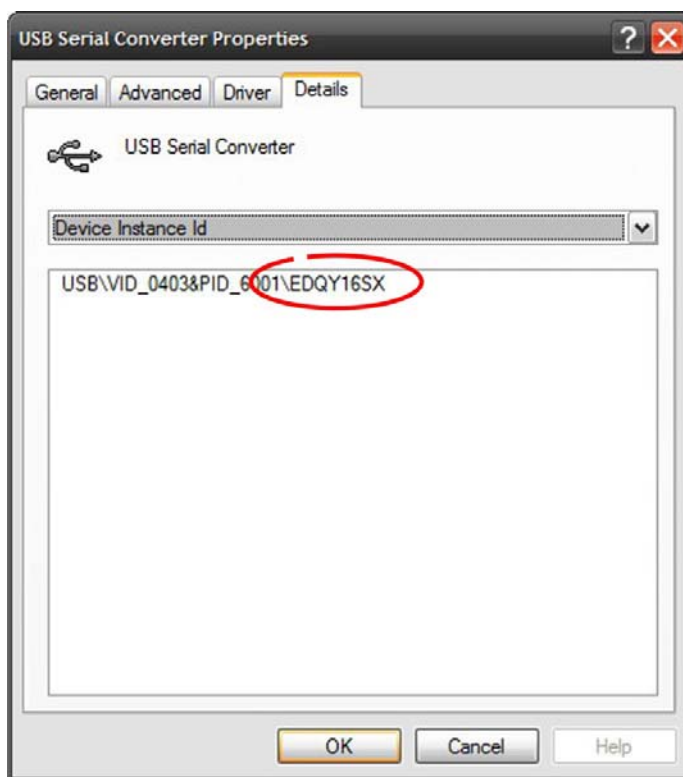 USB Serial Converter Properties
General Advanced Driver Details
USB Serial Converter
Device Instance Id
USB\VID_0403&PID_6001\EDQY16SX
OK Cancel Help